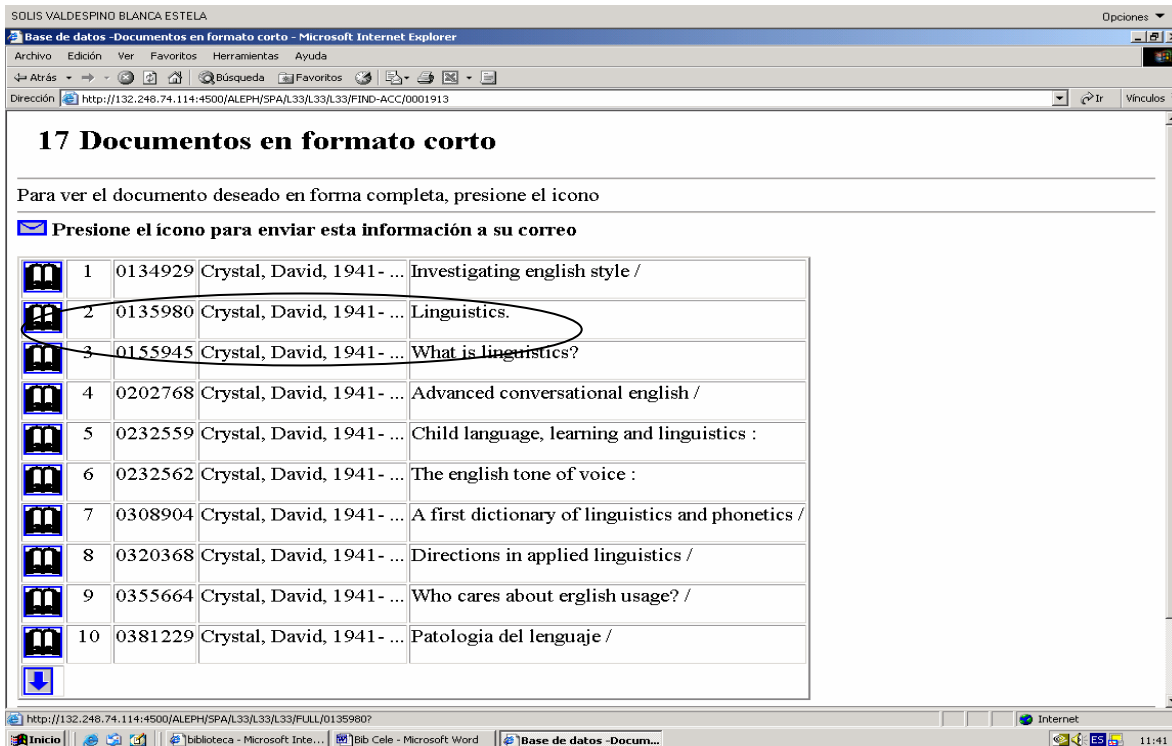 SOLIS VALDESPINO BLANCA ESTELA Opciones
Base de datos -Documentos en formato corto - Microsoft Internet Explorer
Archivo Edición Ver Favoritos Herramientas Ayuda
Atrás Búsqueda Favoritos
Dirección http://132.248.74.114:4500/ALEPH/SPA/L33/L33/L33/FIND-ACC/0001913 Ir Vínculos
17 Documentos en formato corto
Para ver el documento deseado en forma completa, presione el icono
Presione el ícono para enviar esta información a su correo
1 0134929 Crystal, David, 1941- ... Investigating english style /
2 0135980 Crystal, David, 1941- ... Linguistics.
3 0155945 Crystal, David, 1941- ... What is linguistics?
4 0202768 Crystal, David, 1941- ... Advanced conversational english /
5 0232559 Crystal, David, 1941- ... Child language, learning and linguistics :
6 0232562 Crystal, David, 1941- ... The english tone of voice :
7 0308904 Crystal, David, 1941- ... A first dictionary of linguistics and phonetics /
8 0320368 Crystal, David, 1941- ... Directions in applied linguistics /
9 0355664 Crystal, David, 1941- ... Who cares about erglish usage? /
10 0381229 Crystal, David, 1941- ... Patologia del lenguaje /
http://132.248.74.114:4500/ALEPH/SPA/L33/L33/L33/FULL/0135980? Internet
Inicio biblioteca - Microsoft Inte... Bib Cele - Microsoft Word Base de datos -Docum... ES 11:41